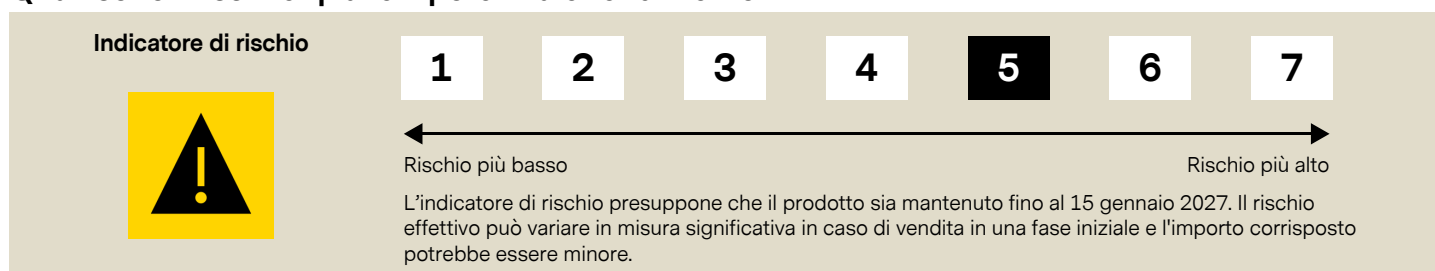 Indicatore di rischio
1 2 3 4 5 6 7
Rischio più basso Rischio più alto
L'indicatore di rischio presuppone che il prodotto sia mantenuto fino al 15 gennaio 2027. Il rischio
effettivo può variare in misura significativa in caso di vendita in una fase iniziale e l'importo corrisposto
potrebbe essere minore.